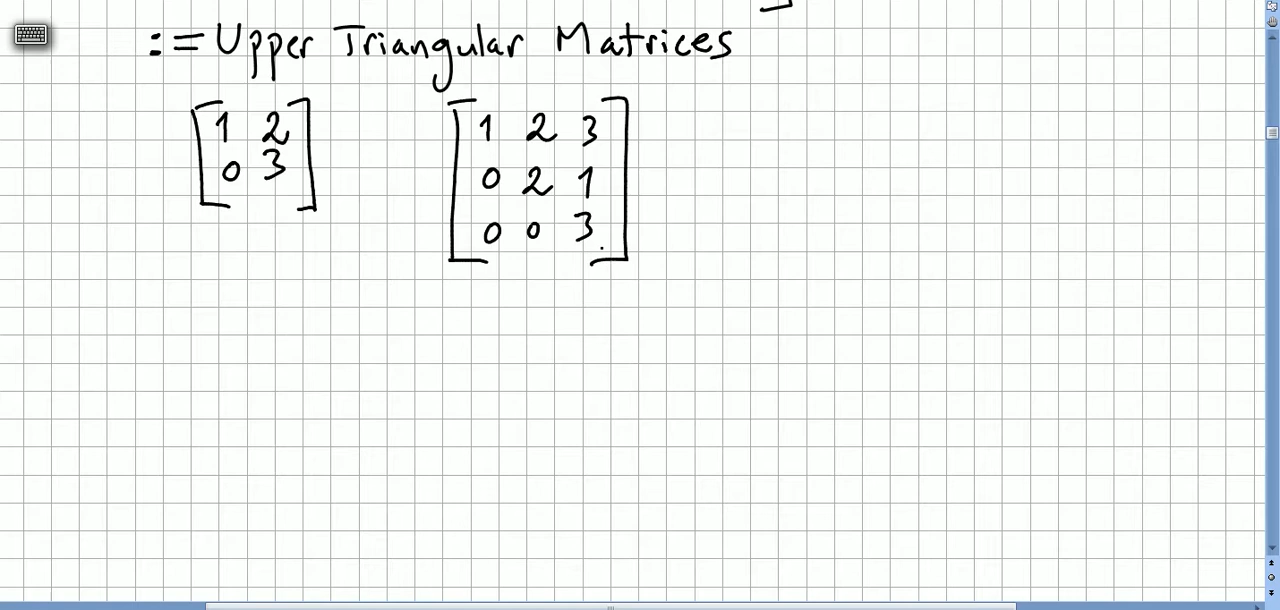 := Upper Triangular Matrices
1 2 1 2 3
0 3 0 2 1
0 0 3